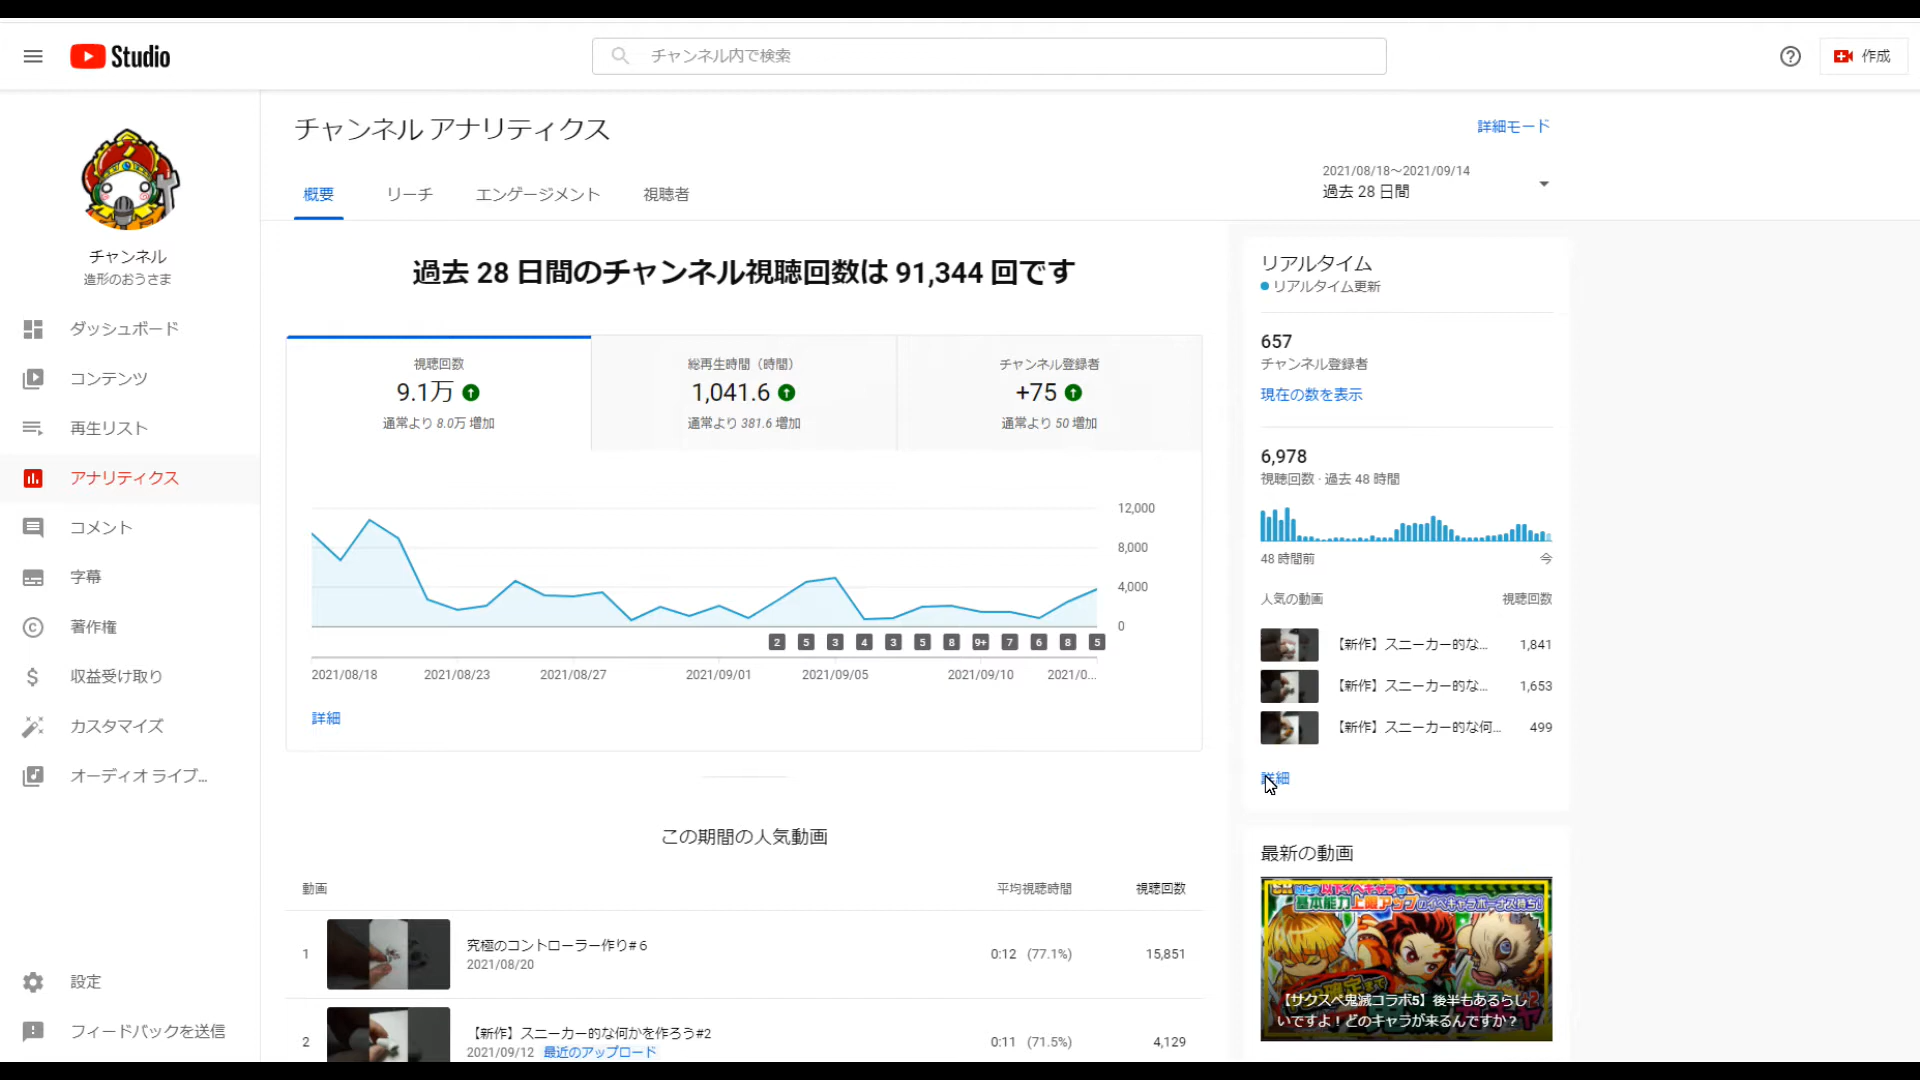 Studio
チャンネル内で検索
作成
チャンネル
造形のおうさま
ダッシュボード
コンテンツ
再生リスト
アナリティクス
コメント
字幕
著作権
収益受け取り
カスタマイズ
オーディオ ライブ...
設定
フィードバックを送信
チャンネル アナリティクス
詳細モード
概要 リーチ エンゲージメント 視聴者
2021/08/18～2021/09/14
過去 28 日間
過去 28 日間のチャンネル視聴回数は 91,344 回です
視聴回数
9.1万
通常より 8.0万 増加
総再生時間（時間）
1,041.6
通常より 381.6 増加
チャンネル登録者
+75
通常より 50 増加
12,000
8,000
4,000
0
2 5 3 4 3 5 8 9+ 7 6 8 5
2021/08/18 2021/08/23 2021/08/27 2021/09/01 2021/09/05 2021/09/10 2021/0...
詳細
この期間の人気動画
動画 平均視聴時間 視聴回数
1 究極のコントローラー作り#６ 0:12 (77.1%) 15,851
2021/08/20
2 【新作】スニーカー的な何かを作ろう#2 0:11 (71.5%) 4,129
2021/09/12 最近のアップロード
リアルタイム
リアルタイム更新
657
チャンネル登録者
現在の数を表示
6,978
視聴回数 · 過去 48 時間
48 時間前 今
人気の動画 視聴回数
【新作】スニーカー的な... 1,841
【新作】スニーカー的な... 1,653
【新作】スニーカー的な何... 499
詳細
最新の動画
基本能力上限アップのイベキャラボーナス持ち!
【サクスペ鬼滅コラボ5】後半もあるらし
いですよ！どのキャラが来るんですか？